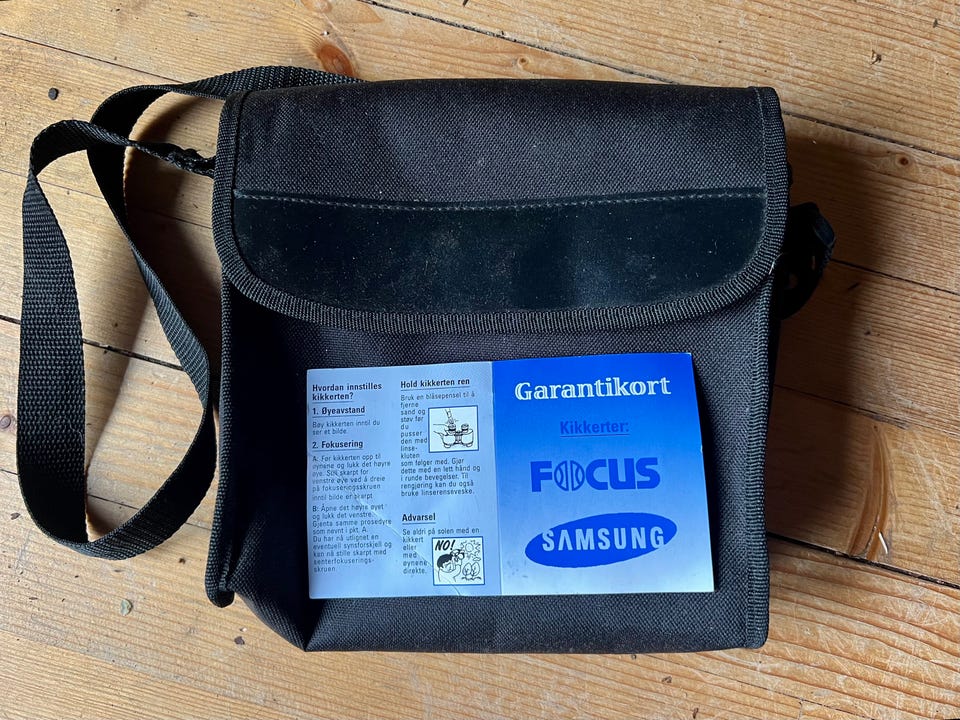 Hvordan innstilles
kikkerten?
1. Øyeavstand
Bøy kikkerten inntil du
ser et bilde.
2. Fokusering
A: Før kikkerten opp til
øynene og lukk det høyre
øye. Still skarpt for
venstre øye ved å dreie
på fokuseringsskruen
inntil bilde er skarpt
B: Åpne det høyre øyet
og lukk det venstre.
Gjenta samme prosedyre
som nevnt i pkt. A.
Du har nå utlignet en
eventuell synsforskjell og
kan nå stille skarpt med
senterfokuserings-
skruen
Hold kikkerten ren
Bruk en blåsepensel til å
fjerne
sand og
støv før
du
pusser
den med
linse-
kluten
som følger med. Gjør
dette med en lett hånd og
i runde bevegelser. Til
rengjøring kan du også
bruke linserensevæske.
Advarsel
Se aldri på solen med en
kikkert
eller
med
øynene
direkte.
NO!
Garantikort
Kikkerter:
FOCUS
SAMSUNG